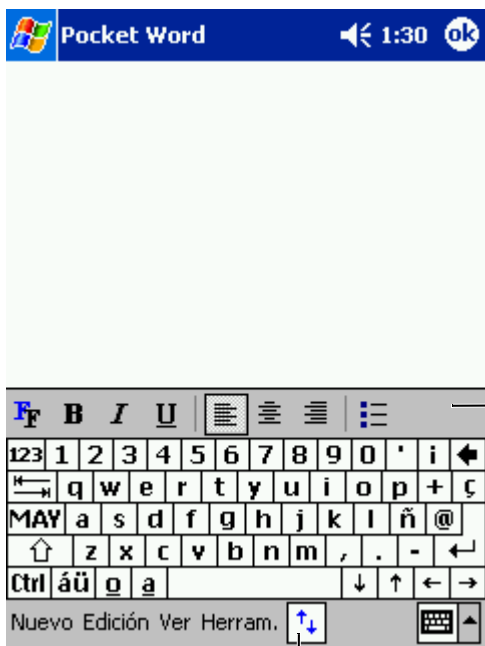 Pocket Word 1:30 ok
FF B I U
123 1 2 3 4 5 6 7 8 9 0 ' ¡
q w e r t y u i o p + ç
MAY a s d f g h j k l ñ @
z x c v b n m , . -
Ctrl áü o a ↓ ↑ ← →
Nuevo Edición Ver Herram.